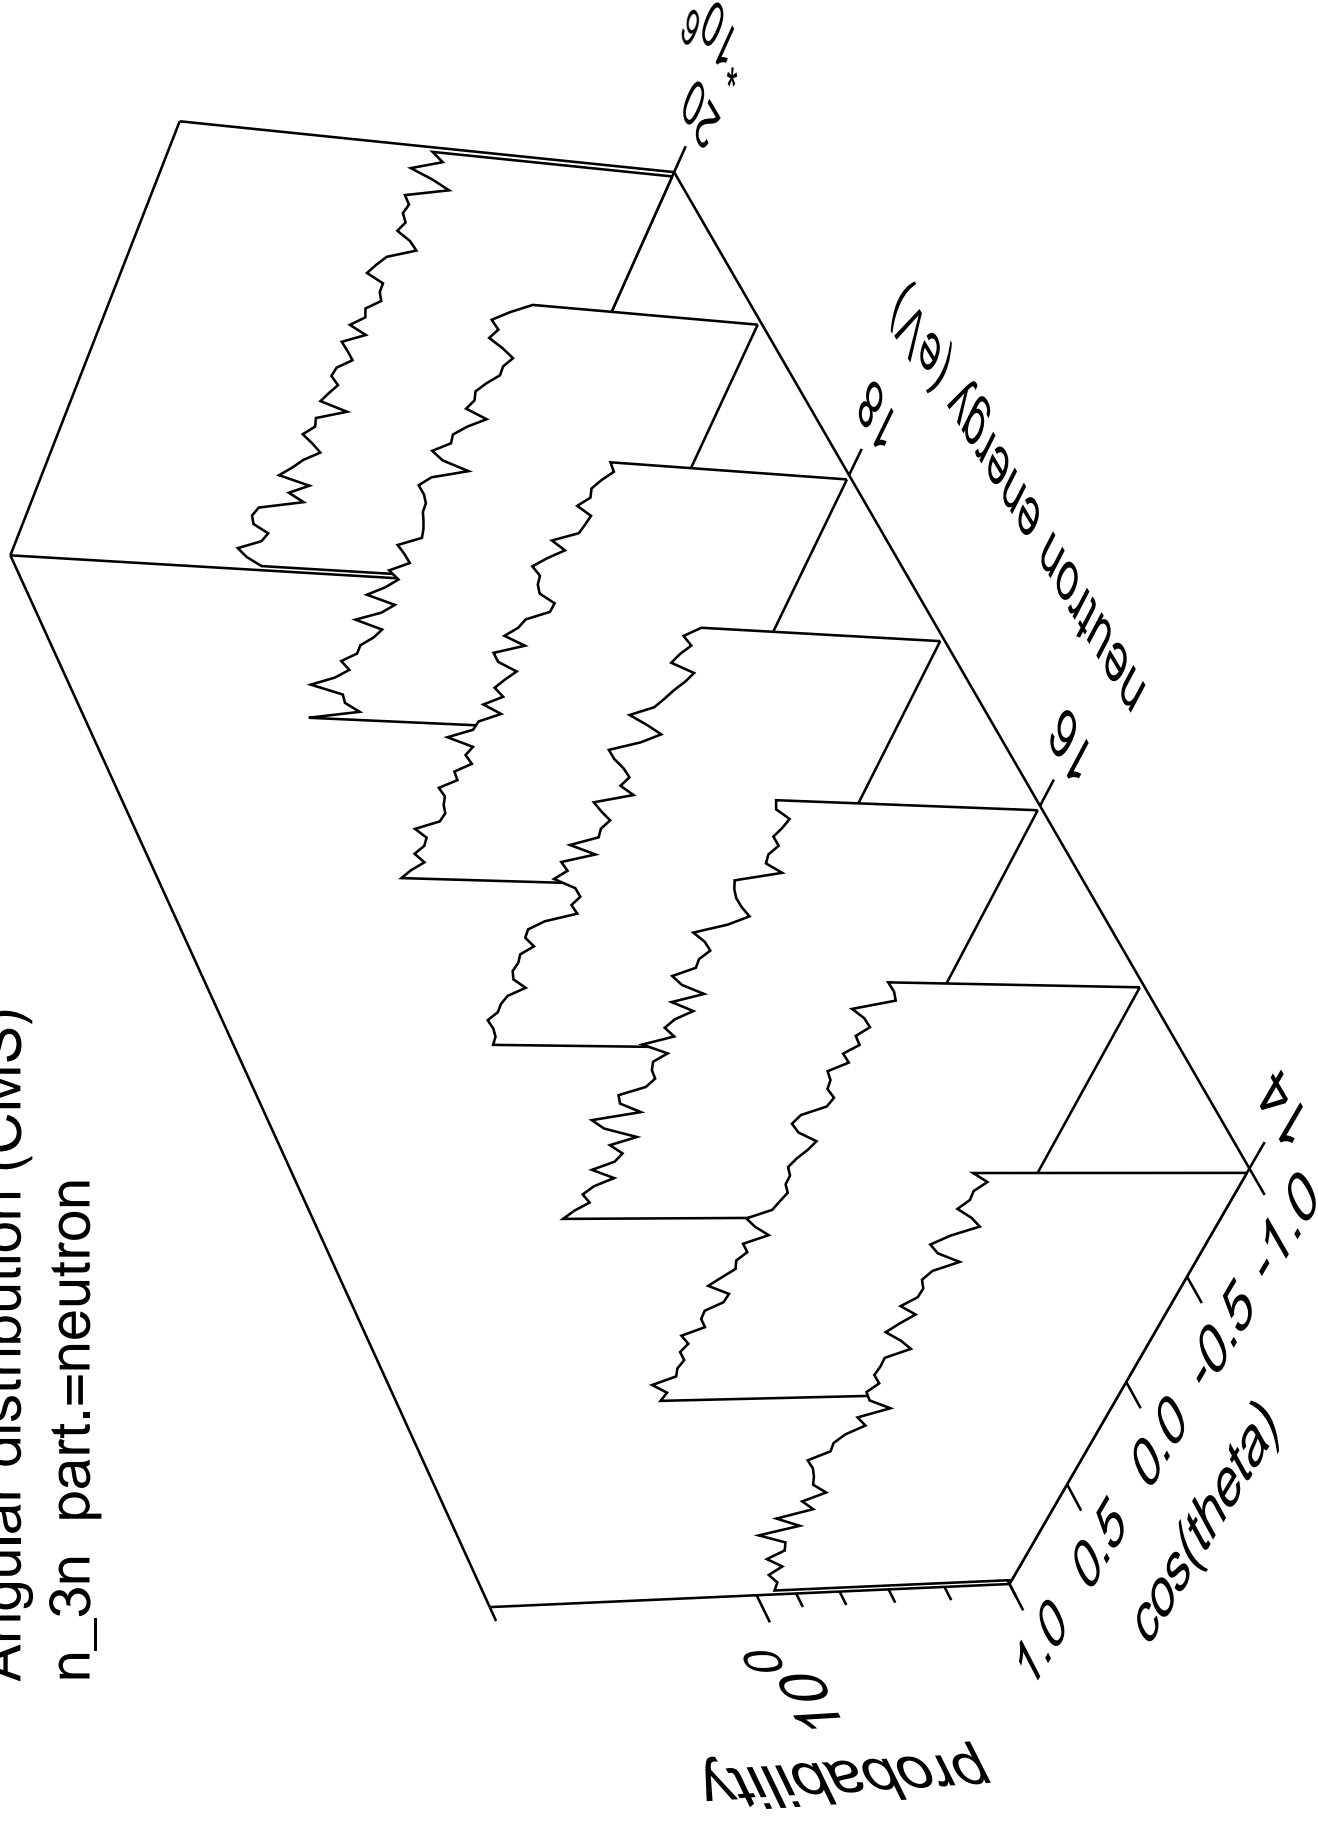 Angular distribution (CMS)
n_3n part.=neutron
probability
10 0
1.0
0.5
0.0
-0.5
-1.0
cos(theta)
14
16
18
20
*10 6
neutron energy (eV)